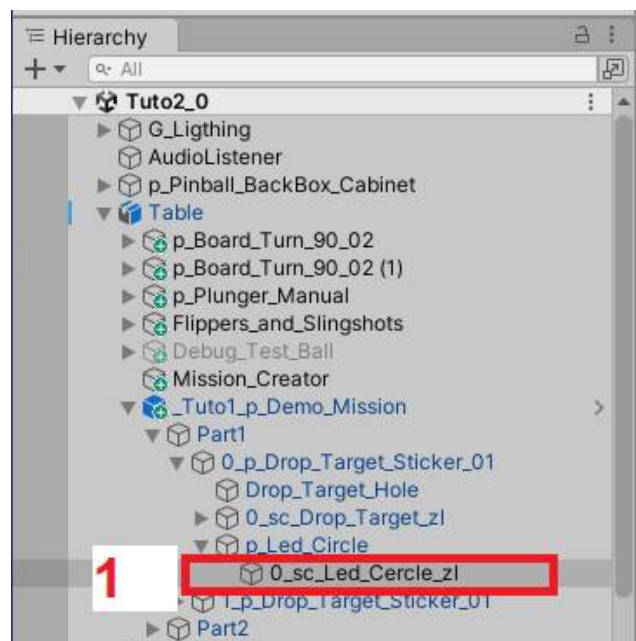 Hierarchy
All
Tuto2_0
G_Ligthing
AudioListener
p_Pinball_BackBox_Cabinet
Table
p_Board_Turn_90_02
p_Board_Turn_90_02 (1)
p_Plunger_Manual
Flippers_and_Slingshots
Debug_Test_Ball
Mission_Creator
_Tuto1_p_Demo_Mission
Part1
0_p_Drop_Target_Sticker_01
Drop_Target_Hole
0_sc_Drop_Target_zl
p_Led_Circle
1 0_sc_Led_Cercle_zl
1_p_Drop_Target_Sticker_01
Part2